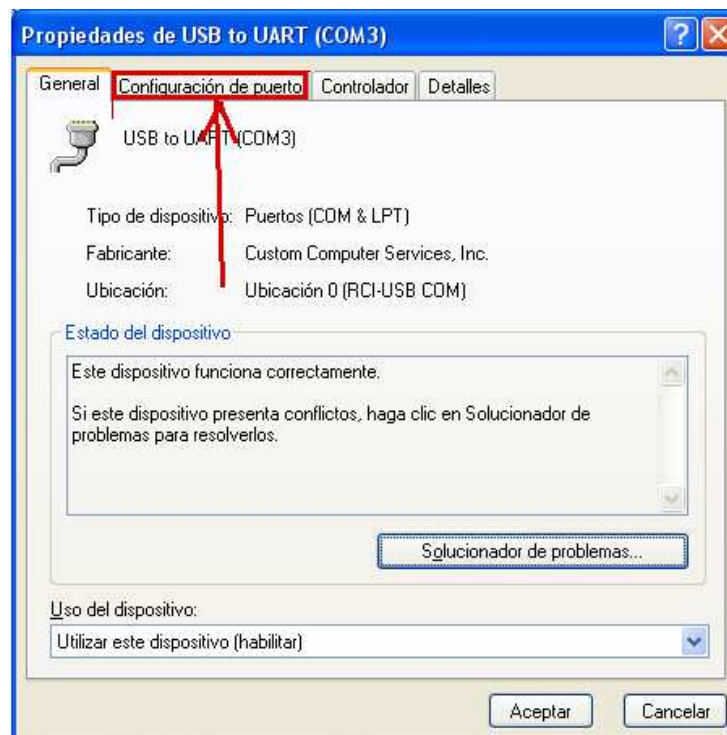 Propiedades de USB to UART (COM3)
General Configuración de puerto Controlador Detalles
USB to UART (COM3)
Tipo de dispositivo: Puertos (COM & LPT)
Fabricante: Custom Computer Services, Inc.
Ubicación: Ubicación 0 (RCI-USB COM)
Estado del dispositivo
Este dispositivo funciona correctamente.
Si este dispositivo presenta conflictos, haga clic en Solucionador de
problemas para resolverlos.
Solucionador de problemas...
Uso del dispositivo:
Utilizar este dispositivo (habilitar)
Aceptar Cancelar